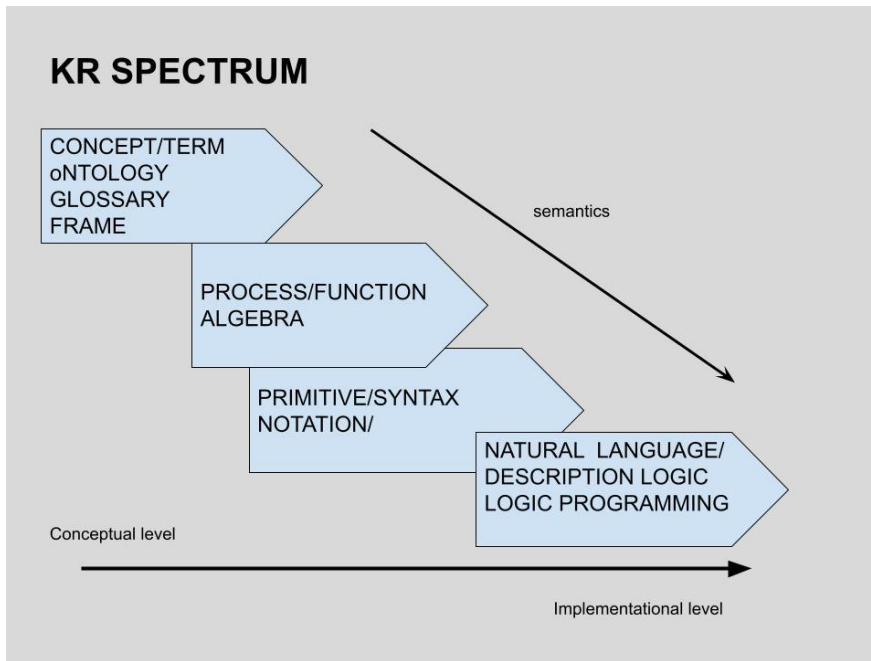 KR SPECTRUM
CONCEPT/TERM
oNTOLOGY
GLOSSARY
FRAME
semantics
PROCESS/FUNCTION
ALGEBRA
PRIMITIVE/SYNTAX
NOTATION/
NATURAL LANGUAGE/
DESCRIPTION LOGIC
LOGIC PROGRAMMING
Conceptual level
Implementational level